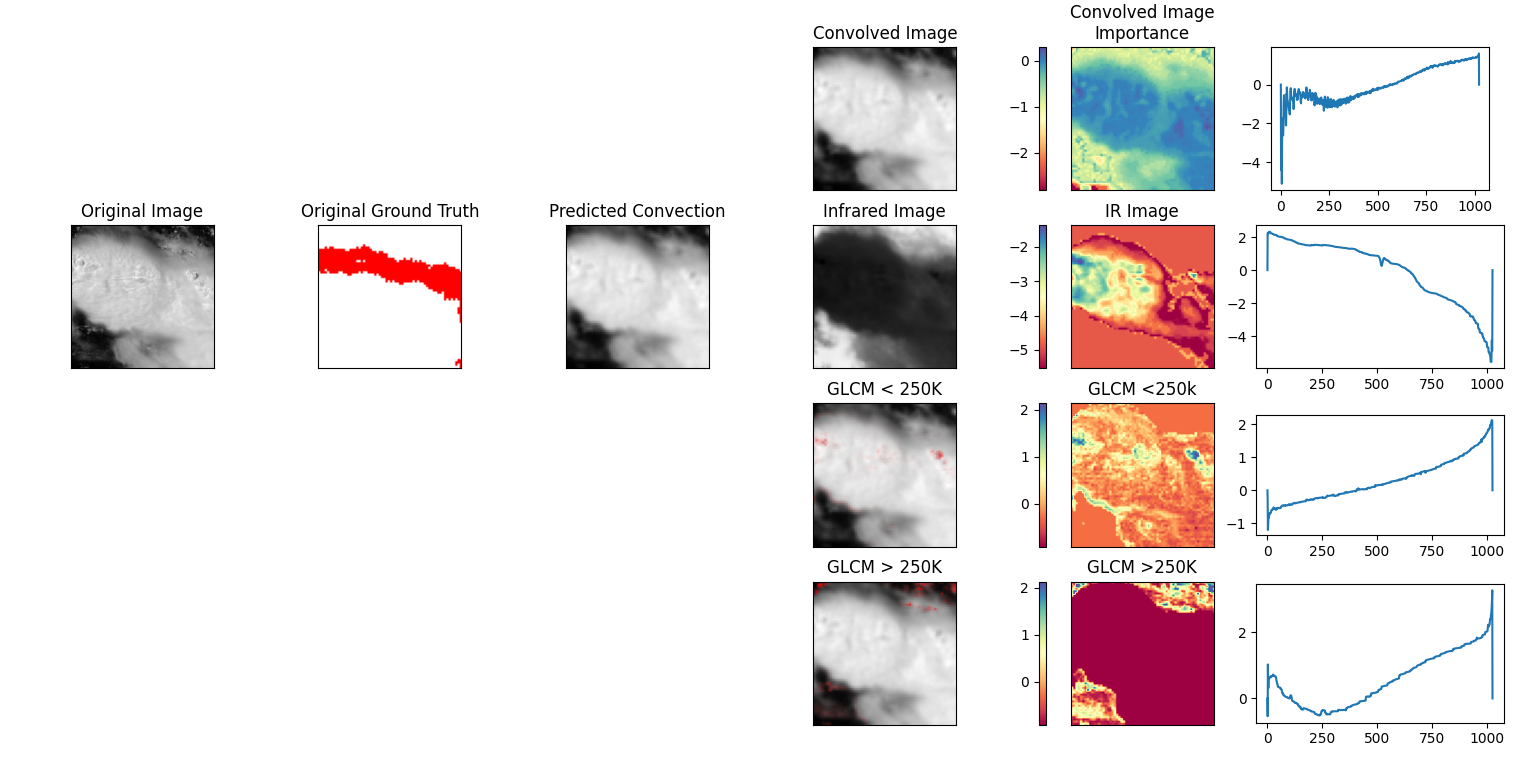 Convolved Image
Convolved Image
Importance
0
−1
−2
0
−2
−4
0 250 500 750 1000
Original Image
Original Ground Truth
Predicted Convection
Infrared Image
IR Image
−2
−3
−4
−5
2
0
−2
−4
0 250 500 750 1000
GLCM < 250K
GLCM <250k
2
1
0
2
1
0
−1
0 250 500 750 1000
GLCM > 250K
GLCM >250K
2
1
0
2
0
0 250 500 750 1000